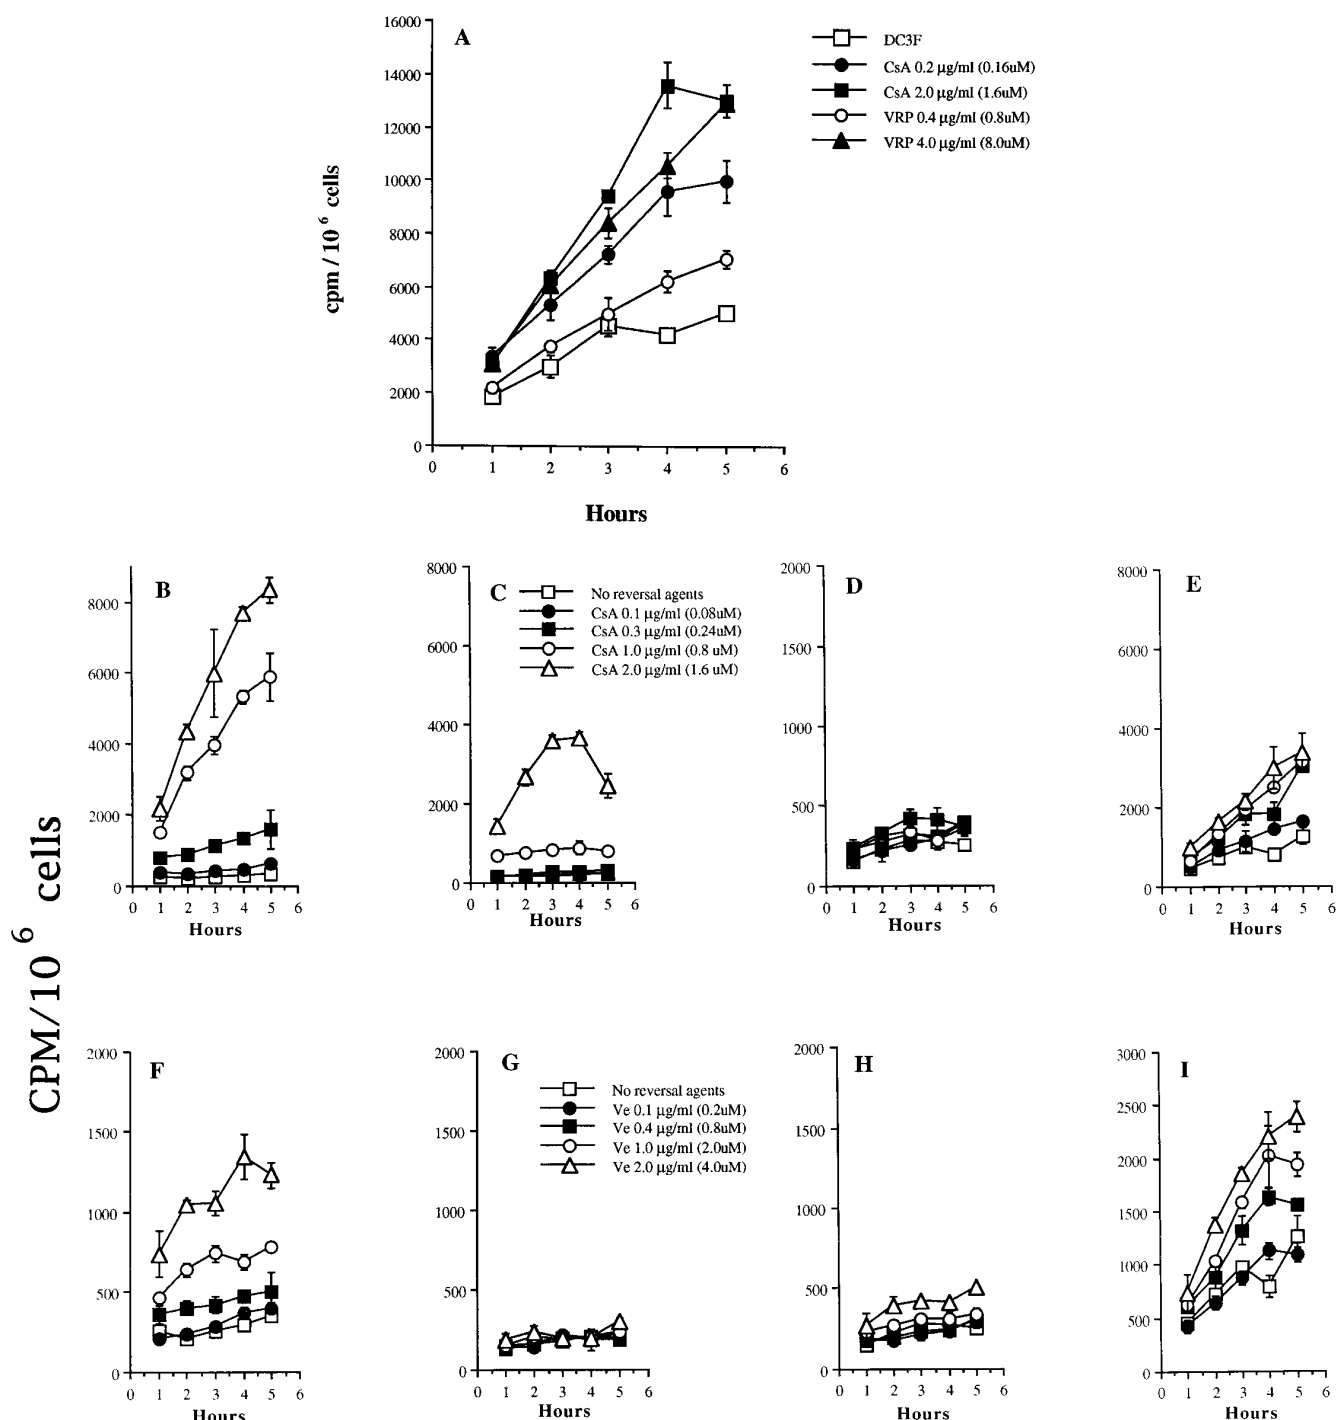 A
16000
14000
12000
10000
8000
6000
4000
2000
0
cpm / 10 6 cells
0 1 2 3 4 5 6
Hours
DC3F
CsA 0.2 µg/ml (0.16uM)
CsA 2.0 µg/ml (1.6uM)
VRP 0.4 µg/ml (0.8uM)
VRP 4.0 µg/ml (8.0uM)
CPM/10 6 cells
B
8000
6000
4000
2000
0
0 1 2 3 4 5 6
Hours
C
8000
6000
4000
2000
0
0 1 2 3 4 5 6
Hours
No reversal agents
CsA 0.1 µg/ml (0.08uM)
CsA 0.3 µg/ml (0.24uM)
CsA 1.0 µg/ml (0.8 uM)
CsA 2.0 µg/ml (1.6 uM)
D
2000
1500
1000
500
0
0 1 2 3 4 5 6
Hours
E
8000
6000
4000
2000
0
0 1 2 3 4 5 6
Hours
F
2000
1500
1000
500
0
0 1 2 3 4 5 6
Hours
G
2000
1500
1000
500
0
0 1 2 3 4 5 6
Hours
No reversal agents
Ve 0.1 µg/ml (0.2uM)
Ve 0.4 µg/ml (0.8uM)
Ve 1.0 µg/ml (2.0uM)
Ve 2.0 µg/ml (4.0uM)
H
2000
1500
1000
500
0
0 1 2 3 4 5 6
Hours
I
3000
2500
2000
1500
1000
500
0
0 1 2 3 4 5 6
Hours